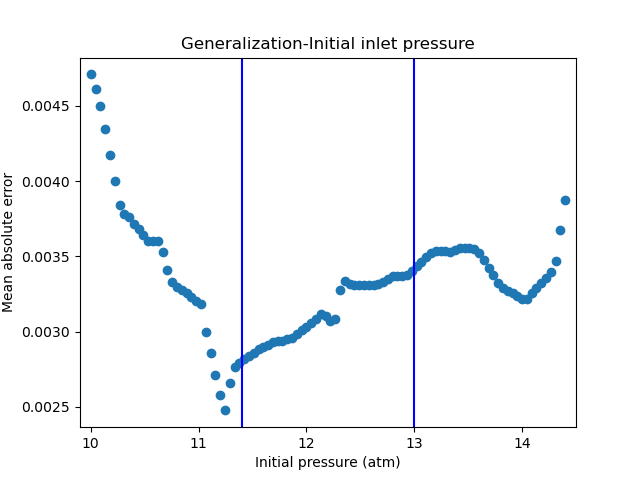 Generalization-Initial inlet pressure
Mean absolute error
0.0045
0.0040
0.0035
0.0030
0.0025
10 11 12 13 14
Initial pressure (atm)